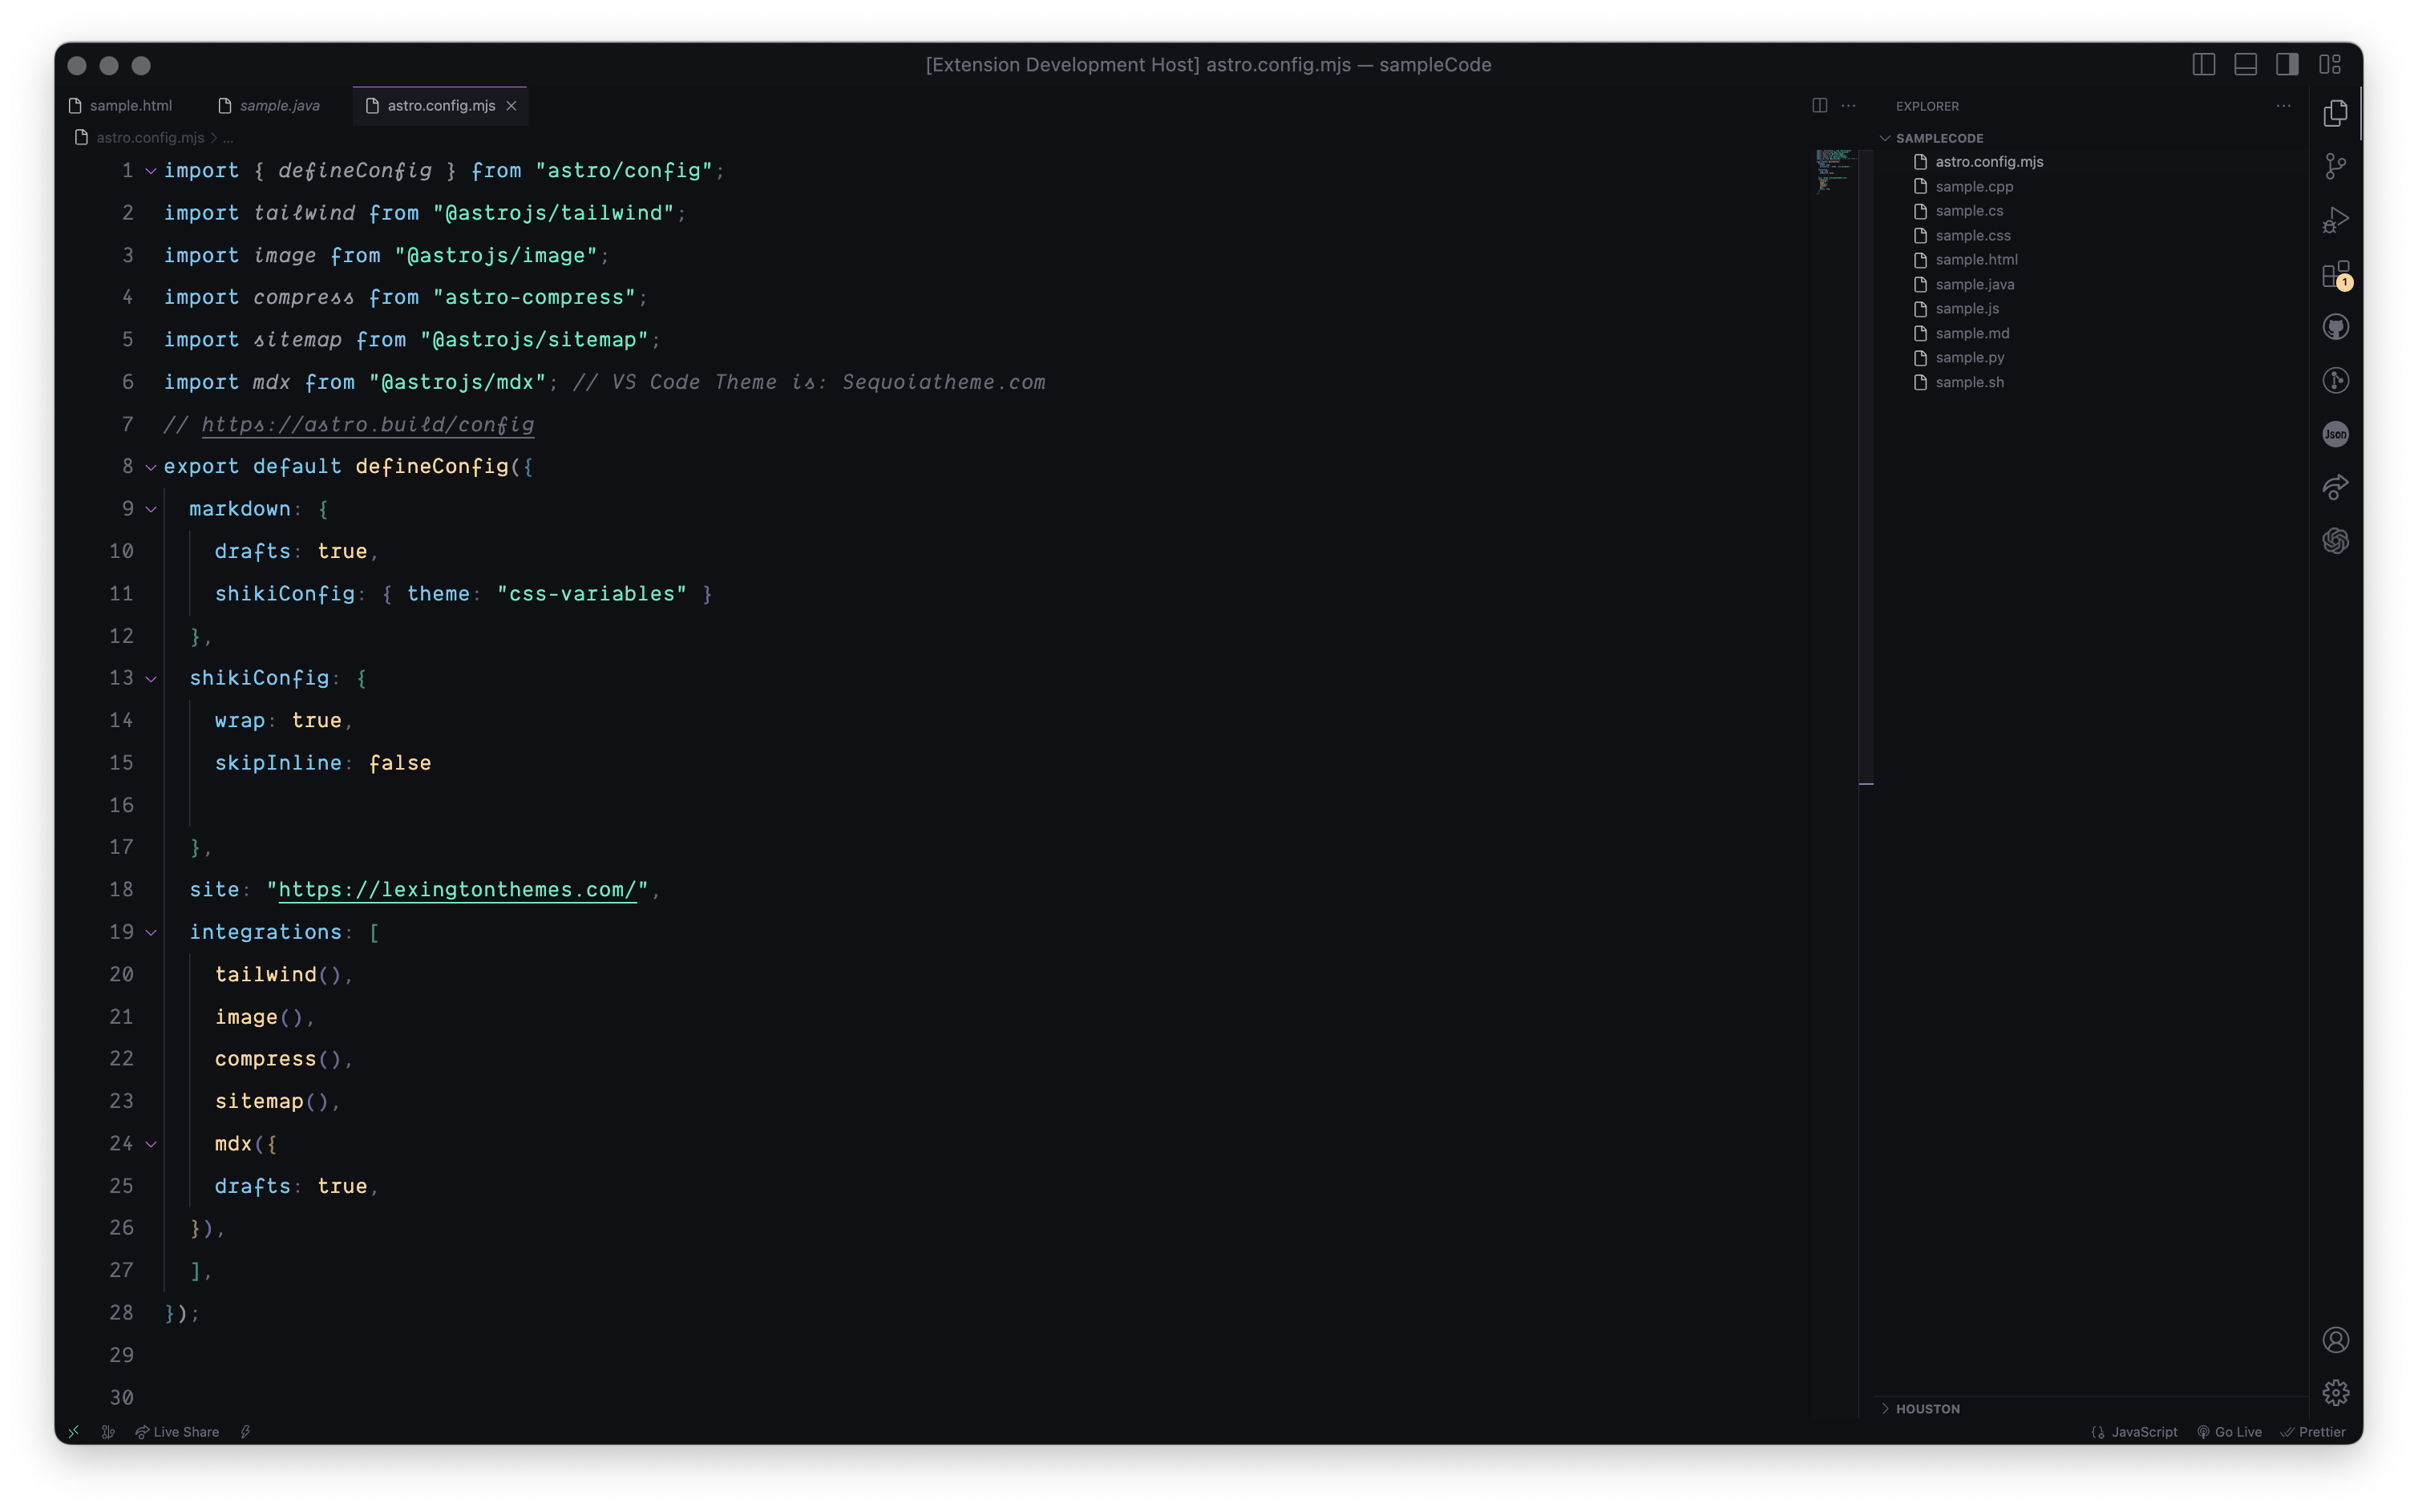 [Extension Development Host] astro.config.mjs — sampleCode
sample.html
sample.java
astro.config.mjs
astro.config.mjs > ...
1 import { defineConfig } from "astro/config";
2 import tailwind from "@astrojs/tailwind";
3 import image from "@astrojs/image";
4 import compress from "astro-compress";
5 import sitemap from "@astrojs/sitemap";
6 import mdx from "@astrojs/mdx"; // VS Code Theme is: Sequoiatheme.com
7 // https://astro.build/config
8 export default defineConfig({
9 markdown: {
10 drafts: true,
11 shikiConfig: { theme: "css-variables" }
12 },
13 shikiConfig: {
14 wrap: true,
15 skipInline: false
16
17 },
18 site: "https://lexingtonthemes.com/",
19 integrations: [
20 tailwind(),
21 image(),
22 compress(),
23 sitemap(),
24 mdx({
25 drafts: true,
26 }),
27 ],
28 });
29
30
EXPLORER
SAMPLECODE
astro.config.mjs
sample.cpp
sample.cs
sample.css
sample.html
sample.java
sample.js
sample.md
sample.py
sample.sh
HOUSTON
1
Json
Live Share
JavaScript
Go Live
Prettier